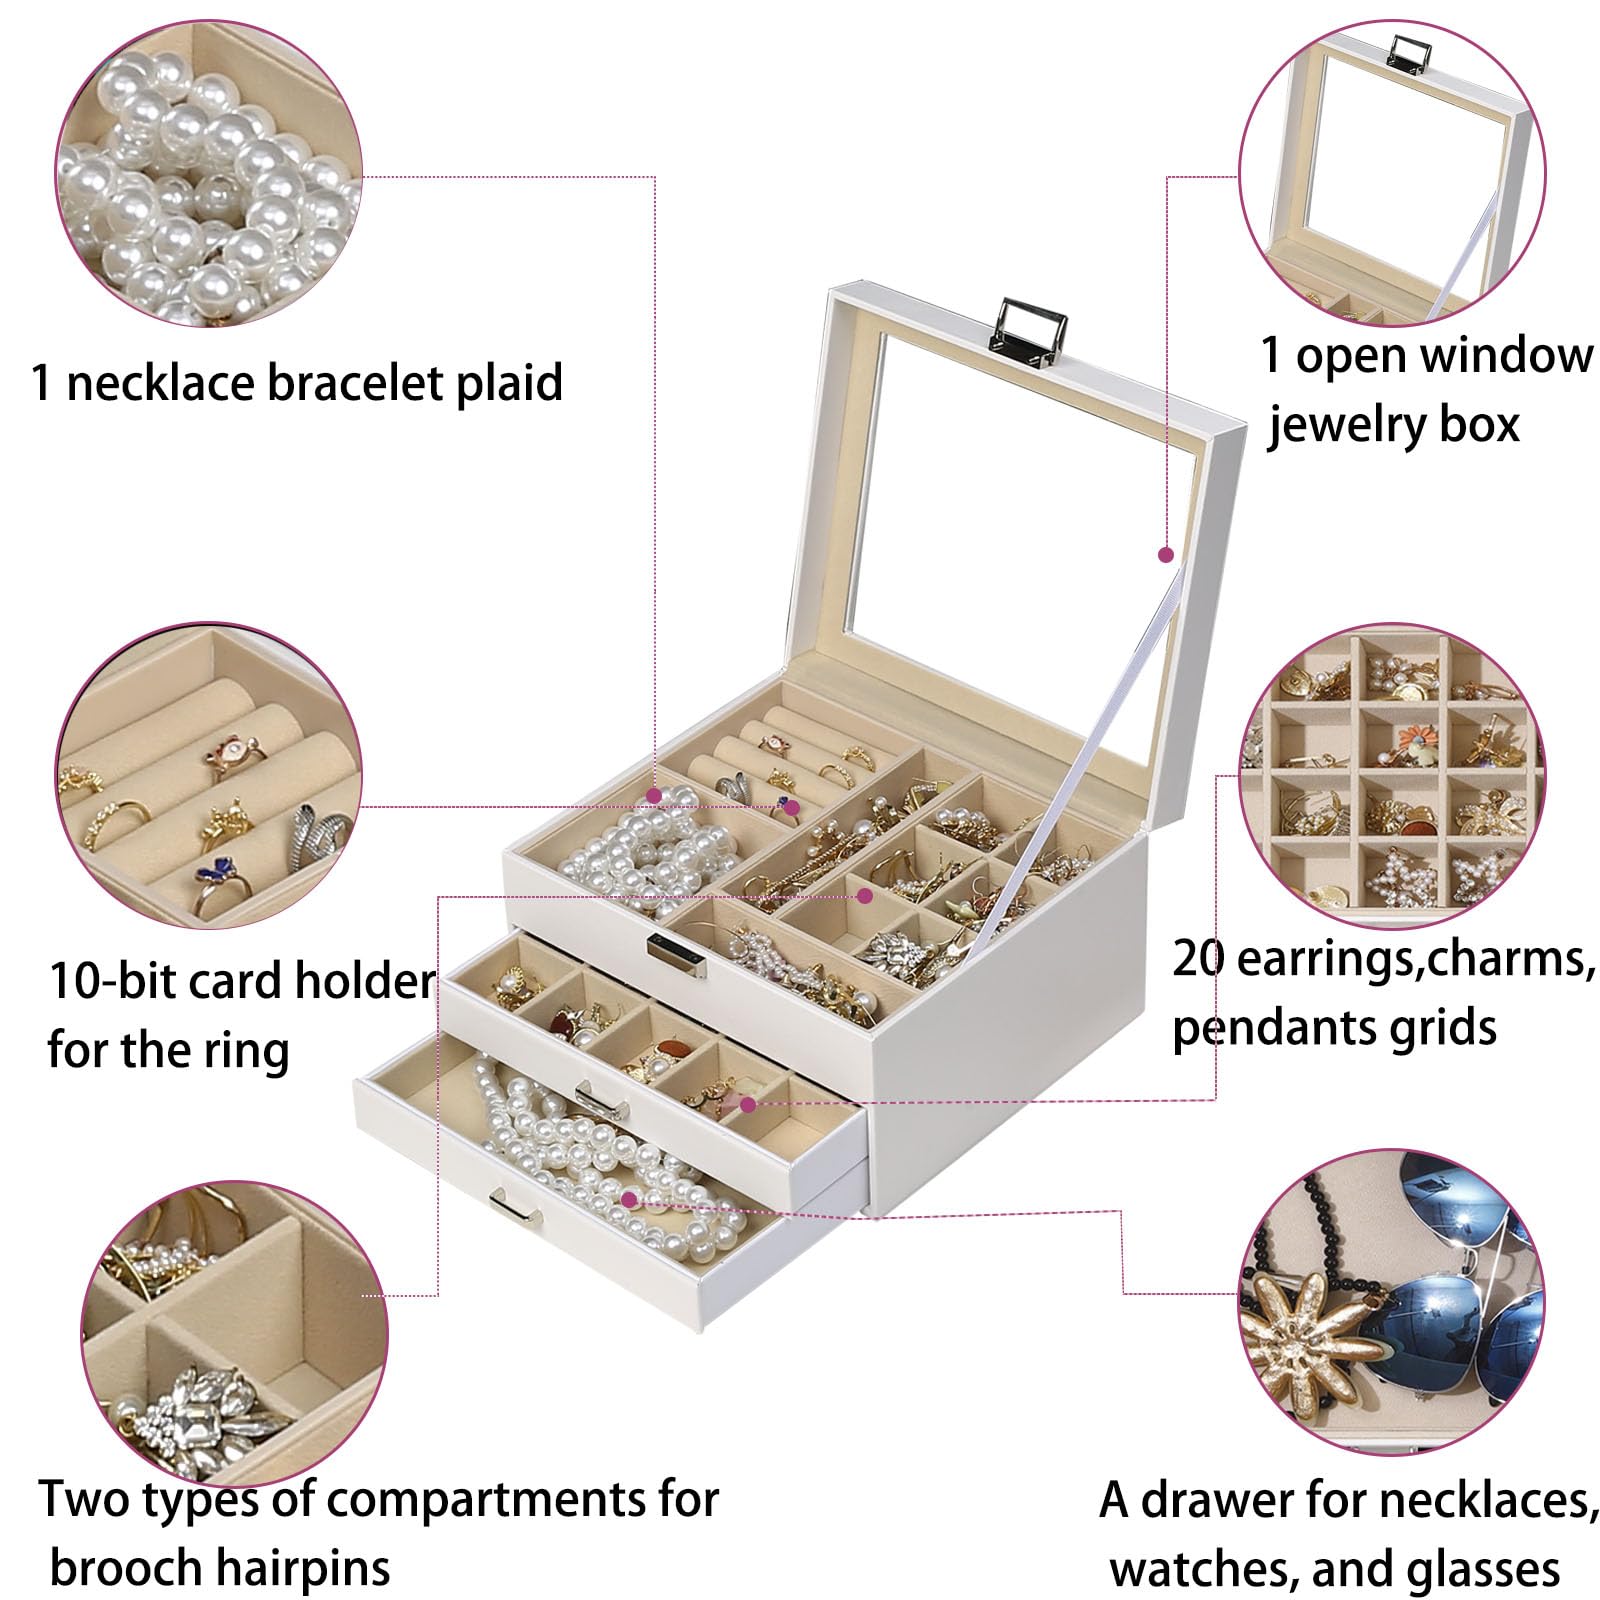 1 necklace bracelet plaid
1 open window
jewelry box
10-bit card holder
for the ring
20 earrings,charms,
pendants grids
Two types of compartments for
brooch hairpins
A drawer for necklaces,
watches, and glasses